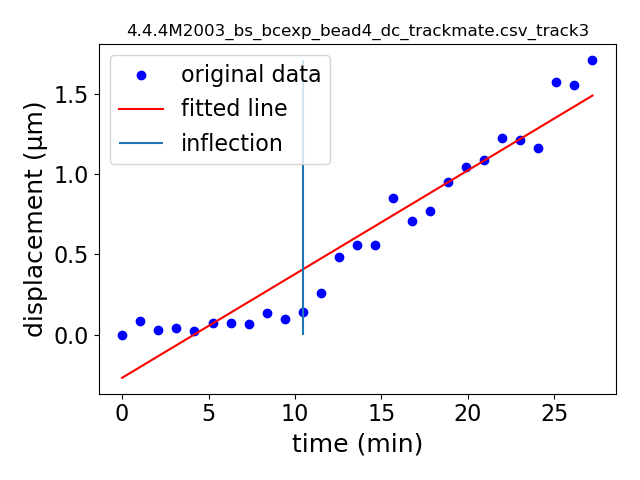 4.4.4M2003_bs_bcexp_bead4_dc_trackmate.csv_track3
original data
fitted line
inflection
1.5
1.0
0.5
0.0
displacement (μm)
0 5 10 15 20 25
time (min)